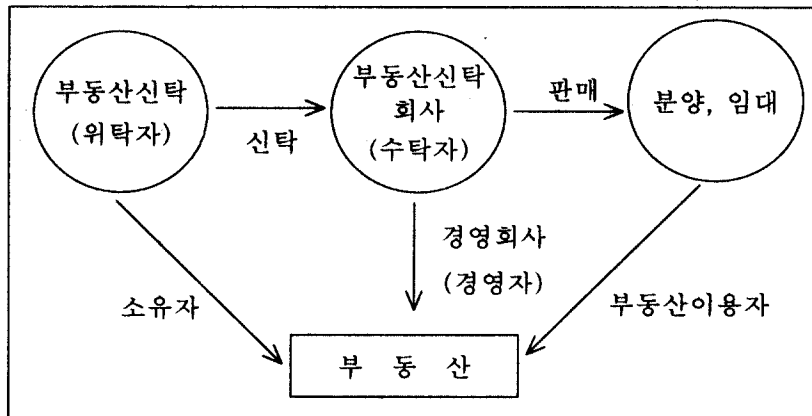 부동산신탁
(위탁자)
신탁
부동산신탁
회사
(수탁자)
판매
분양, 임대
소유자
경영회사
(경영자)
부동산이용자
부 동 산